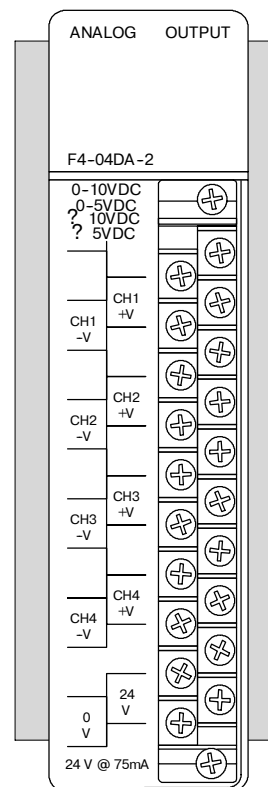 ANALOG OUTPUT
F4-04DA-2
0-10VDC
0-5VDC
? 10VDC
? 5VDC
CH1
+V
CH1
-V
CH2
+V
CH2
-V
CH3
+V
CH3
-V
CH4
+V
CH4
-V
24
V
0
V
24 V @ 75mA